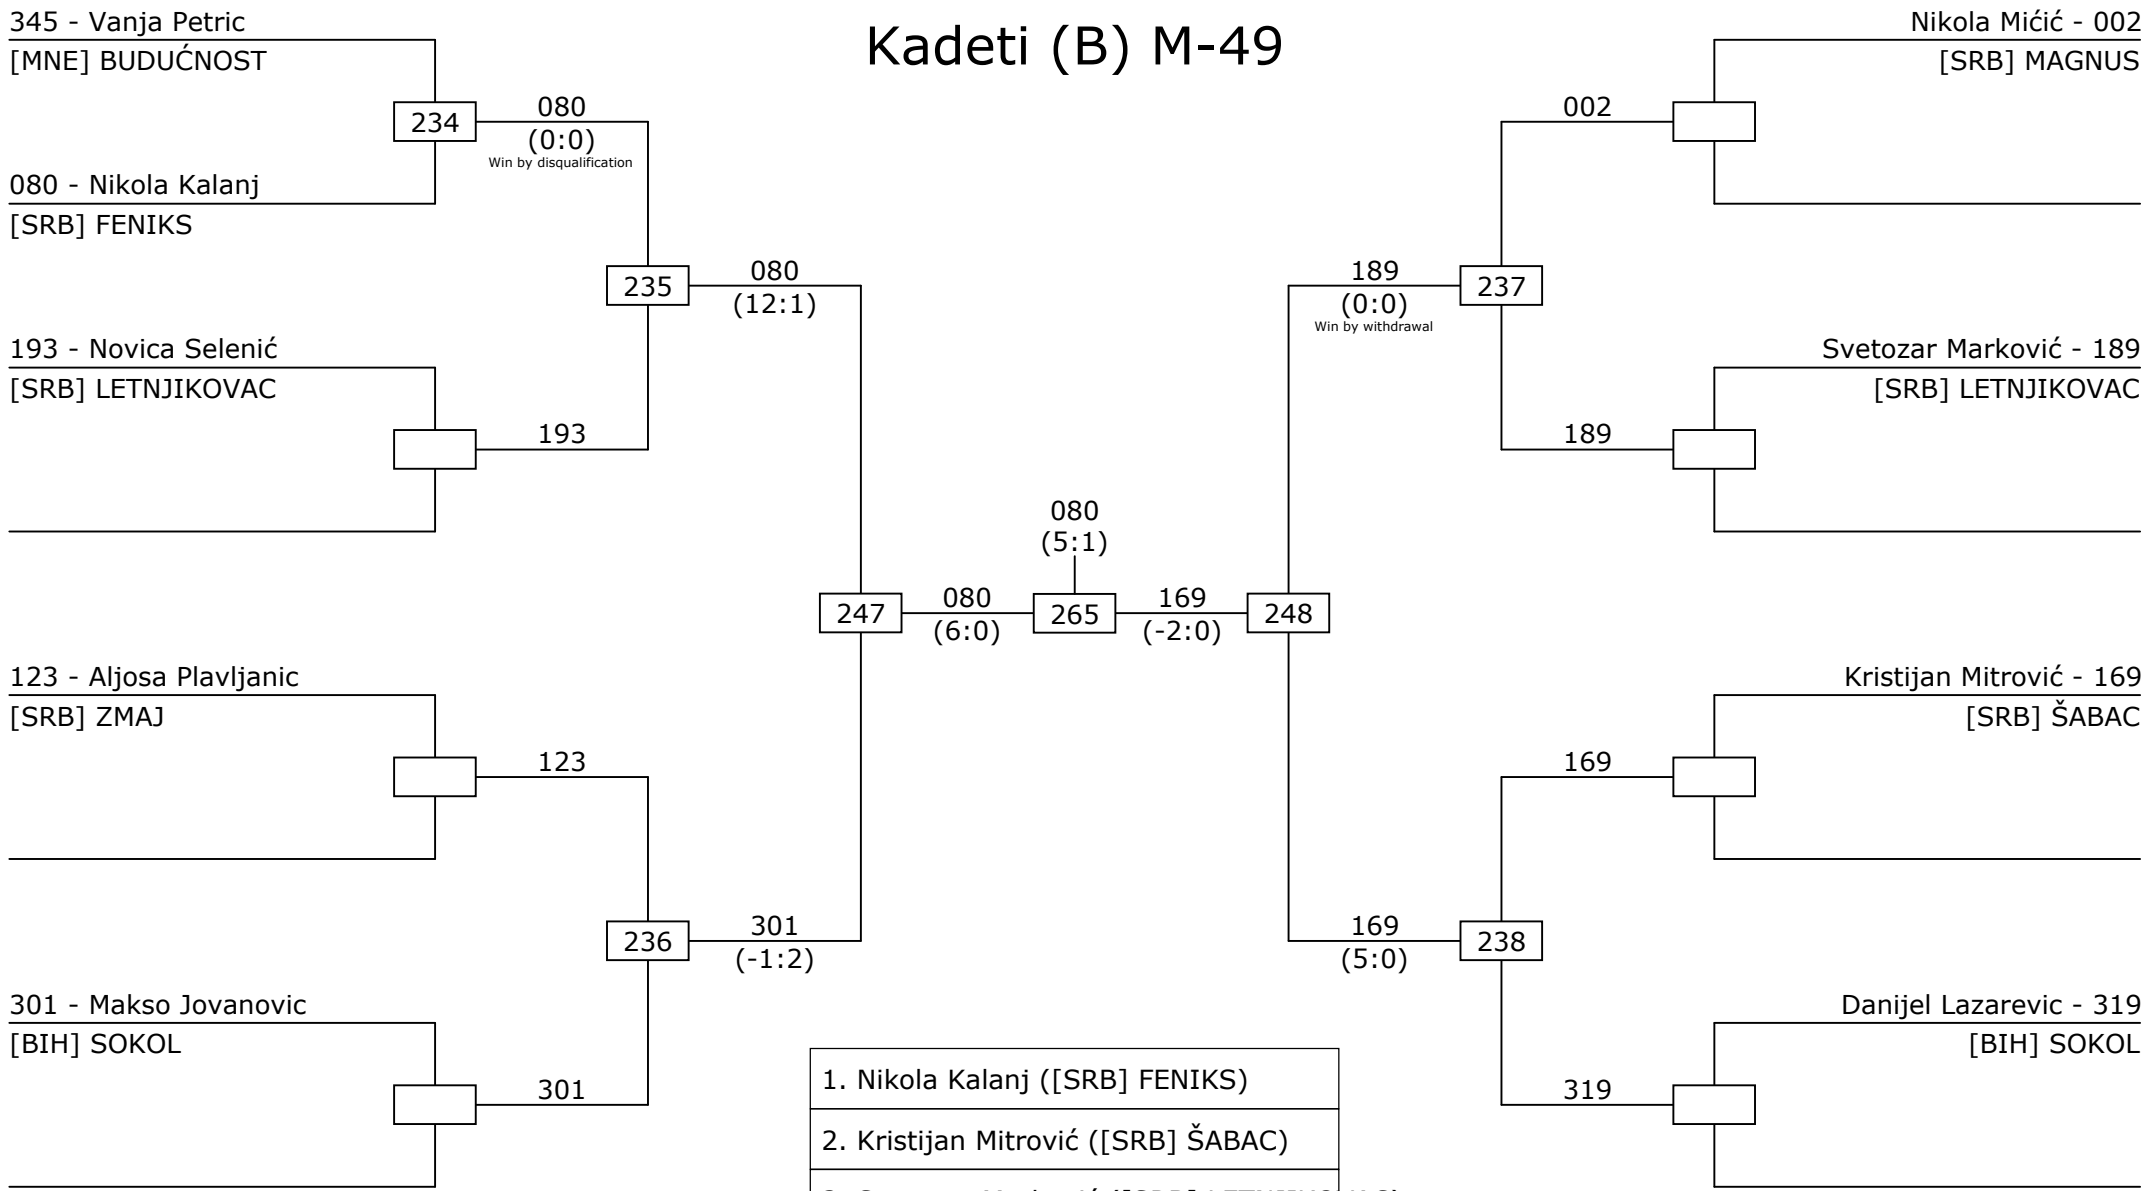 Kadeti (B) M-49
345 - Vanja Petric
[MNE] BUDUĆNOST
234
080
(0:0)
Win by disqualification
080 - Nikola Kalanj
[SRB] FENIKS
235
080
(12:1)
193 - Novica Selenić
[SRB] LETNJIKOVAC
193
247
080
(6:0)
123 - Aljosa Plavljanic
[SRB] ZMAJ
123
236
301
(-1:2)
301 - Makso Jovanovic
[BIH] SOKOL
301
080
(5:1)
265
169
(-2:0)
248
Nikola Mićić - 002
[SRB] MAGNUS
002
189
(0:0)
Win by withdrawal
237
Svetozar Marković - 189
[SRB] LETNJIKOVAC
189
Kristijan Mitrović - 169
[SRB] ŠABAC
169
169
(5:0)
238
Danijel Lazarevic - 319
[BIH] SOKOL
319
1. Nikola Kalanj ([SRB] FENIKS)
2. Kristijan Mitrović ([SRB] ŠABAC)